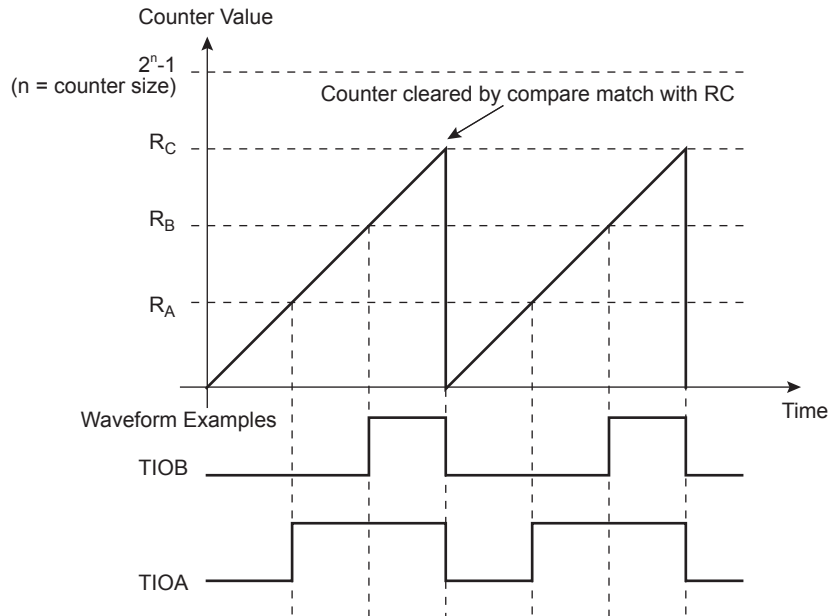 Counter Value
2ⁿ-1
(n = counter size)
Counter cleared by compare match with RC
R_C
R_B
R_A
Time
Waveform Examples
TIOB
TIOA